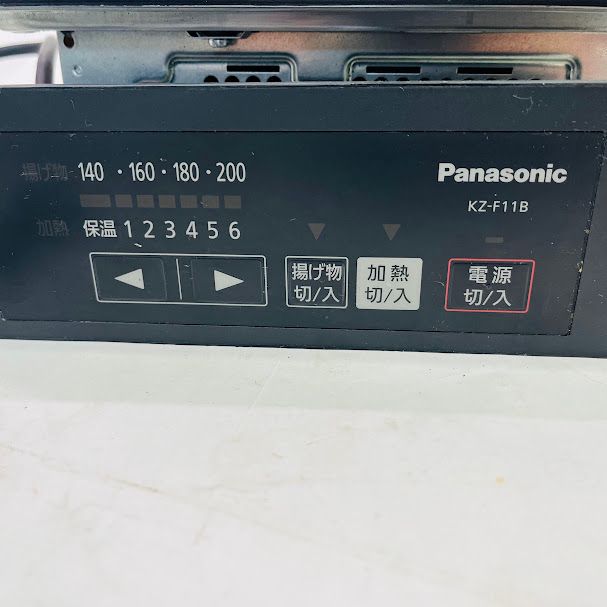 揚げ物 140 ・160・180・200
Panasonic
KZ-F11B
加熱 保温 1 2 3 4 5 6
揚げ物
切/入
加熱
切/入
電源
切/入